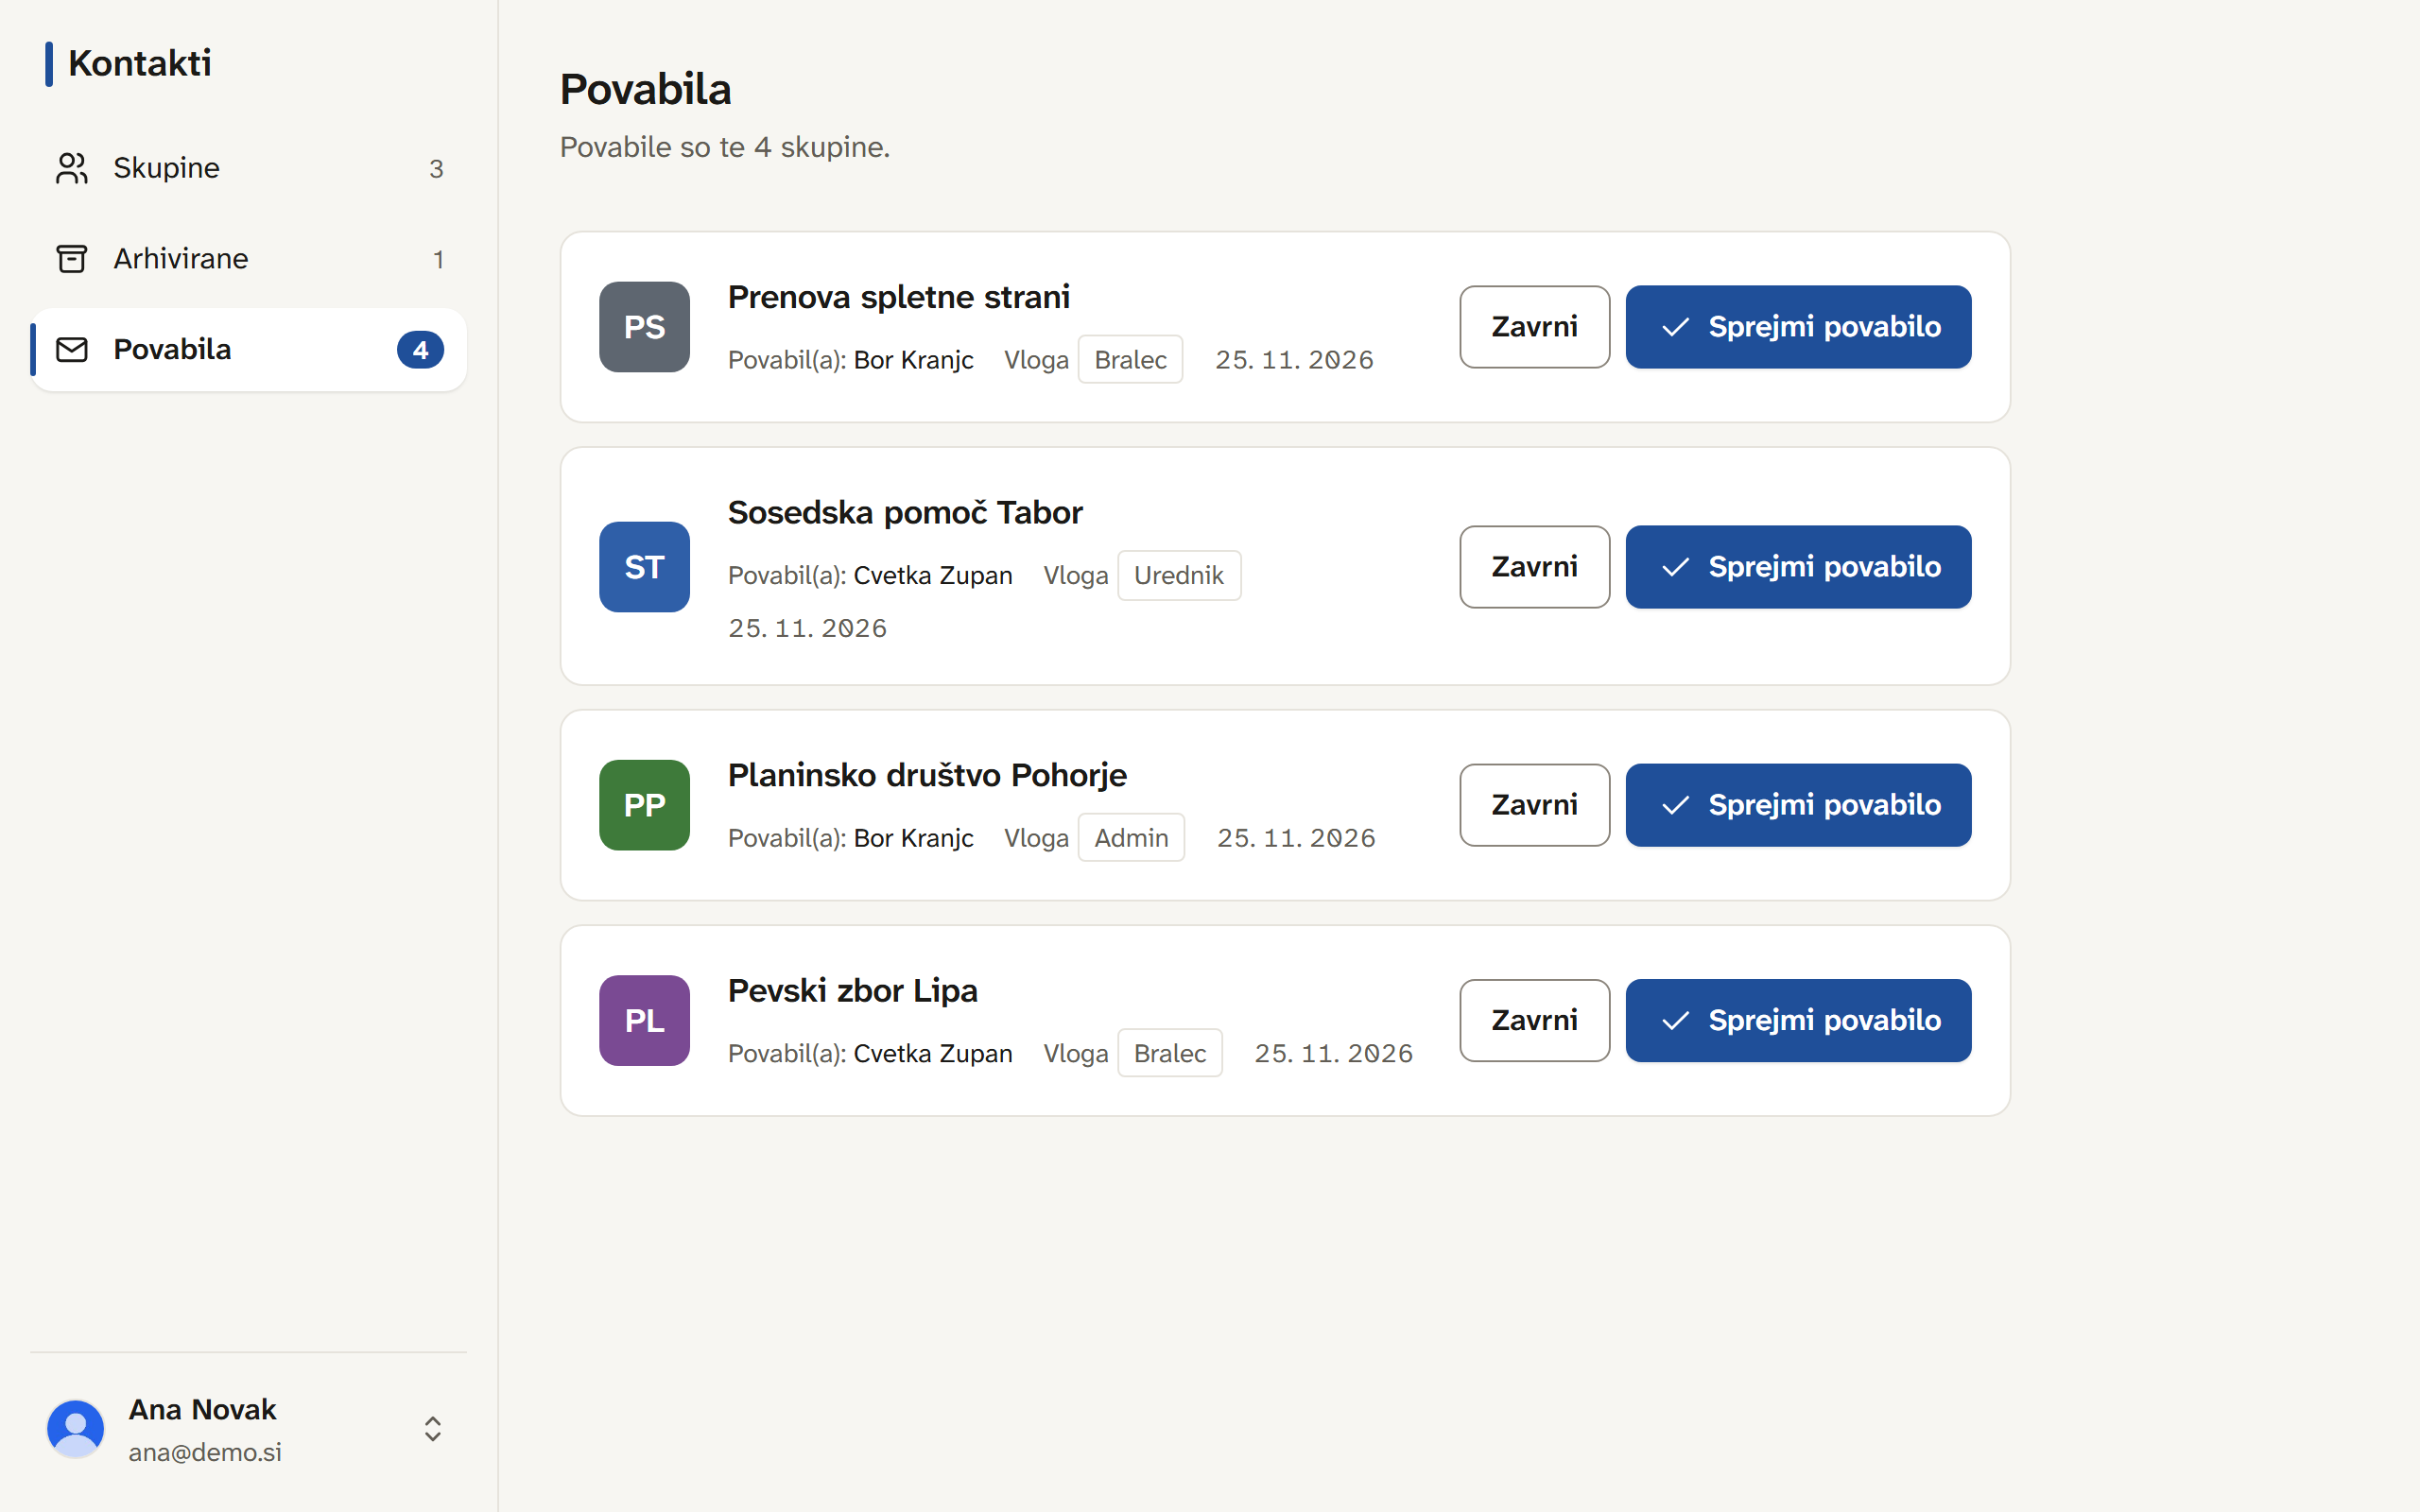 Kontakti
Skupine 3
Arhivirane 1
Povabila 4
Povabila
Povabile so te 4 skupine.
PS
Prenova spletne strani
Povabil(a): Bor Kranjc Vloga Bralec 25. 11. 2026
Zavrni
Sprejmi povabilo
ST
Sosedska pomoč Tabor
Povabil(a): Cvetka Zupan Vloga Urednik
25. 11. 2026
Zavrni
Sprejmi povabilo
PP
Planinsko društvo Pohorje
Povabil(a): Bor Kranjc Vloga Admin 25. 11. 2026
Zavrni
Sprejmi povabilo
PL
Pevski zbor Lipa
Povabil(a): Cvetka Zupan Vloga Bralec 25. 11. 2026
Zavrni
Sprejmi povabilo
Ana Novak
ana@demo.si